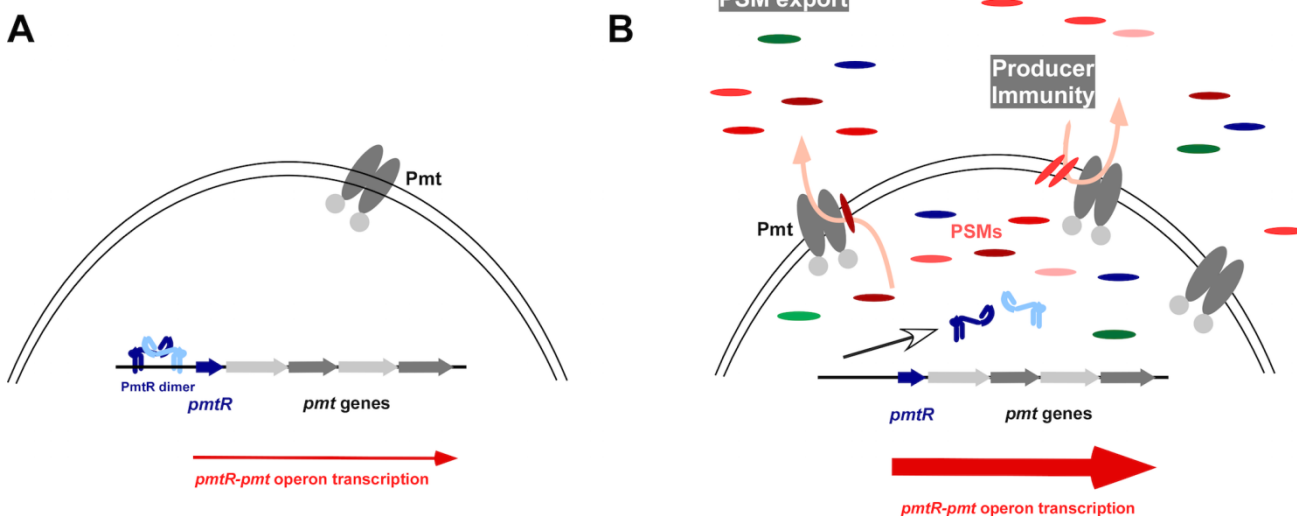 A
Pmt
PmtR dimer
pmtR
pmt genes
pmtR-pmt operon transcription
B
PSM export
Producer
Immunity
Pmt
PSMs
pmtR
pmt genes
pmtR-pmt operon transcription